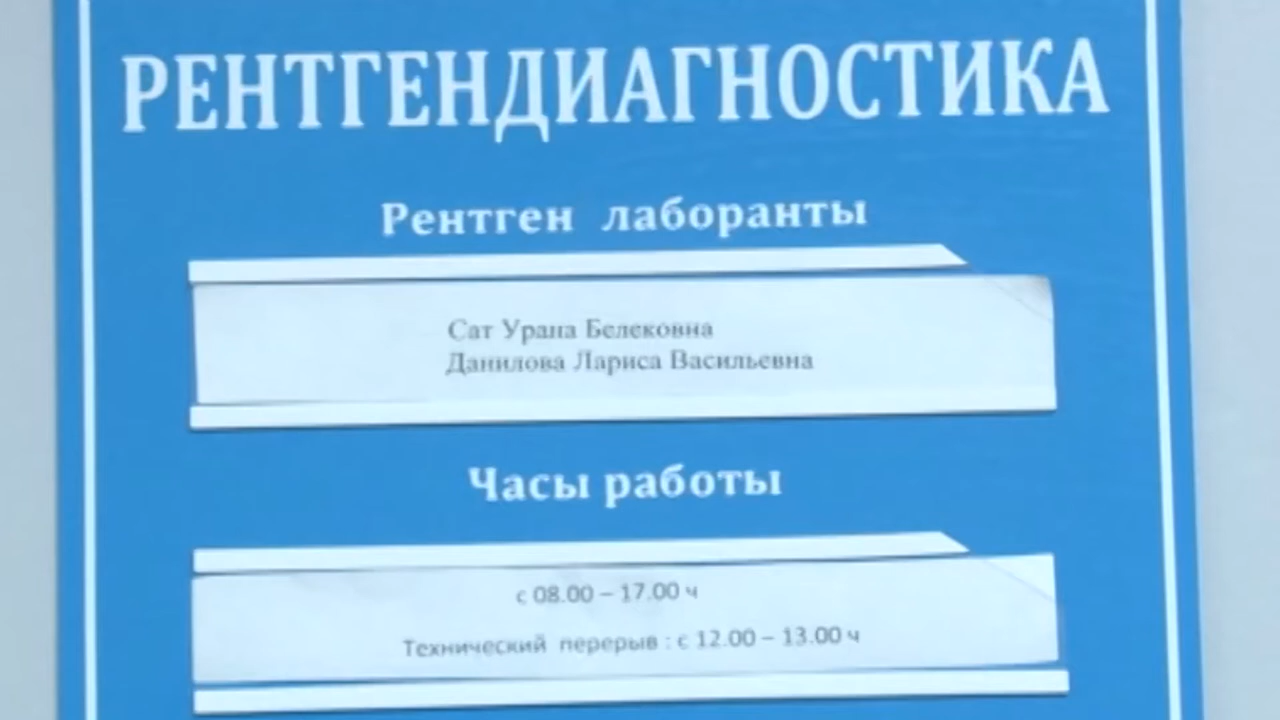 РЕНТГЕНДИАГНОСТИКА
Рентген лаборанты
Сат Урана Белековна
Данилова Лариса Васильевна
Часы работы
с 08.00 – 17.00 ч
Технический перерыв : с 12.00 – 13.00 ч